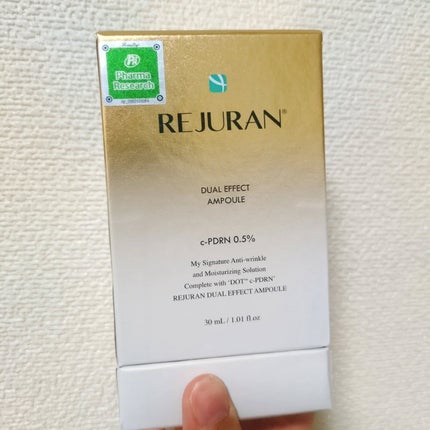 Pharma
Research
REJURAN®
DUAL EFFECT
AMPOULE
c-PDRN 0.5%
My Signature Anti-wrinkle
and Moisturizing Solution
Complete with 'DOT™ c-PDRN'
REJURAN DUAL EFFECT AMPOULE
30 mL / 1.01 fl.oz